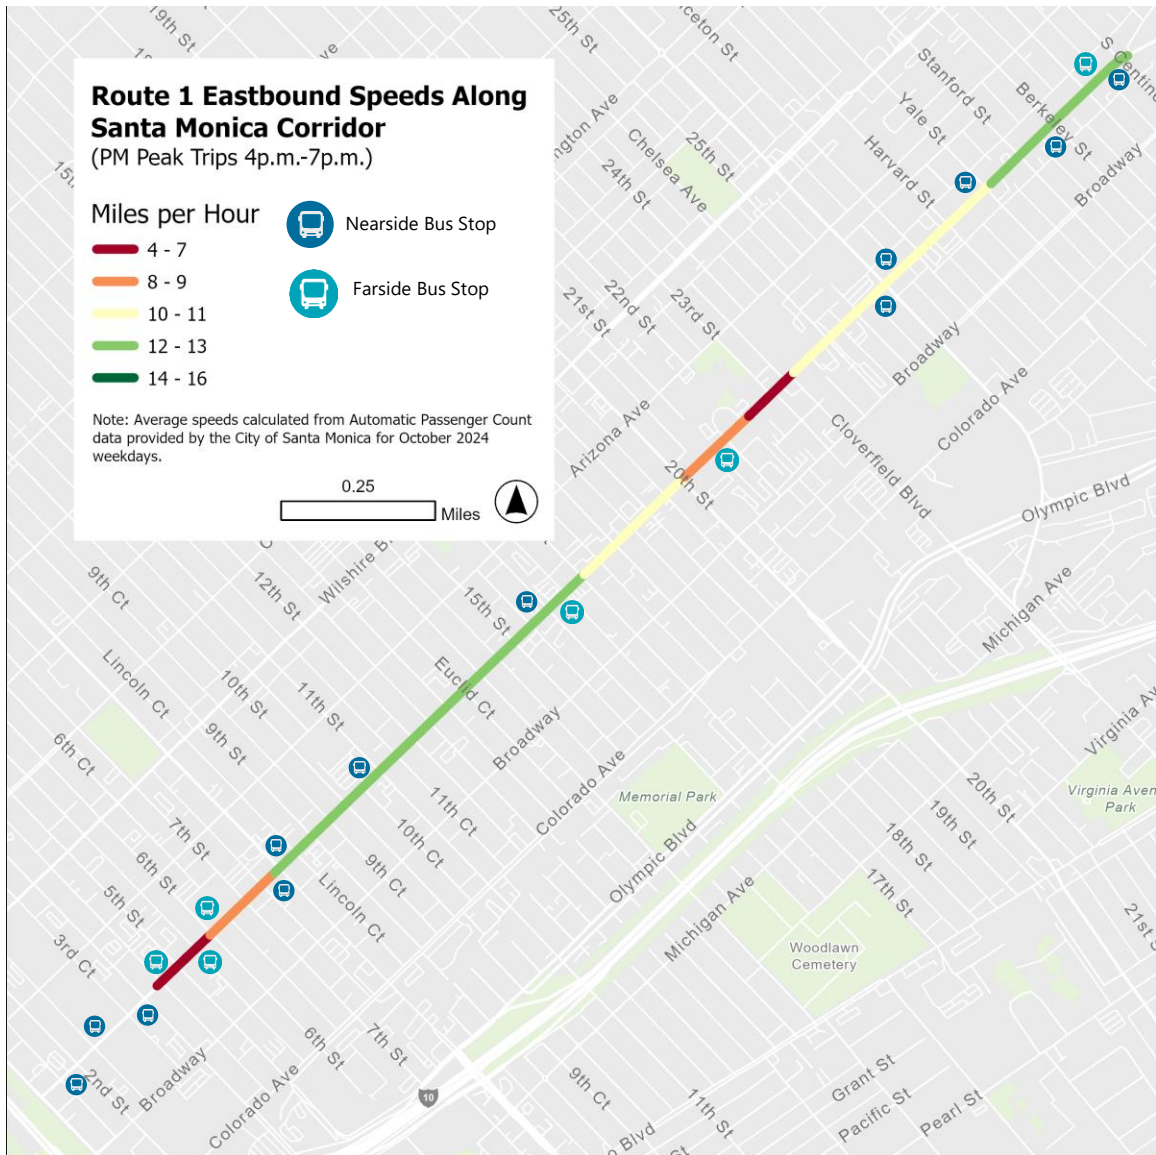 19th St
25th St
Stanford St
S Centin
Berkeley St
Yale St
Broadway
Harvard St
Chelsea Ave
25th St
24th St
ington Ave
Route 1 Eastbound Speeds Along
Santa Monica Corridor
(PM Peak Trips 4p.m.-7p.m.)
Miles per Hour
4 - 7
8 - 9
10 - 11
12 - 13
14 - 16
Nearside Bus Stop
Farside Bus Stop
Note: Average speeds calculated from Automatic Passenger Count
data provided by the City of Santa Monica for October 2024
weekdays.
0.25
Miles
23rd St
22nd St
21st St
Broadway
Colorado Ave
Arizona Ave
Cloverfield Blvd
20th St
Olympic Blvd
Wilshire B
9th Ct
12th St
15th St
Michigan Ave
Euclid Ct
Lincoln Ct
10th St
11th St
9th St
6th Ct
Broadway
Colorado Ave
Virginia Av
Memorial Park
20th St
19th St
18th St
17th St
Virginia Aven
Park
11th Ct
10th Ct
9th Ct
Lincoln Ct
7th St
6th St
5th St
3rd Ct
Olympic Blvd
Michigan Ave
Woodlawn
Cemetery
21st
2nd St
Broadway
Colorado Ave
6th St
7th St
10
9th Ct
11th St
Grant St
Pacific St
Pearl St